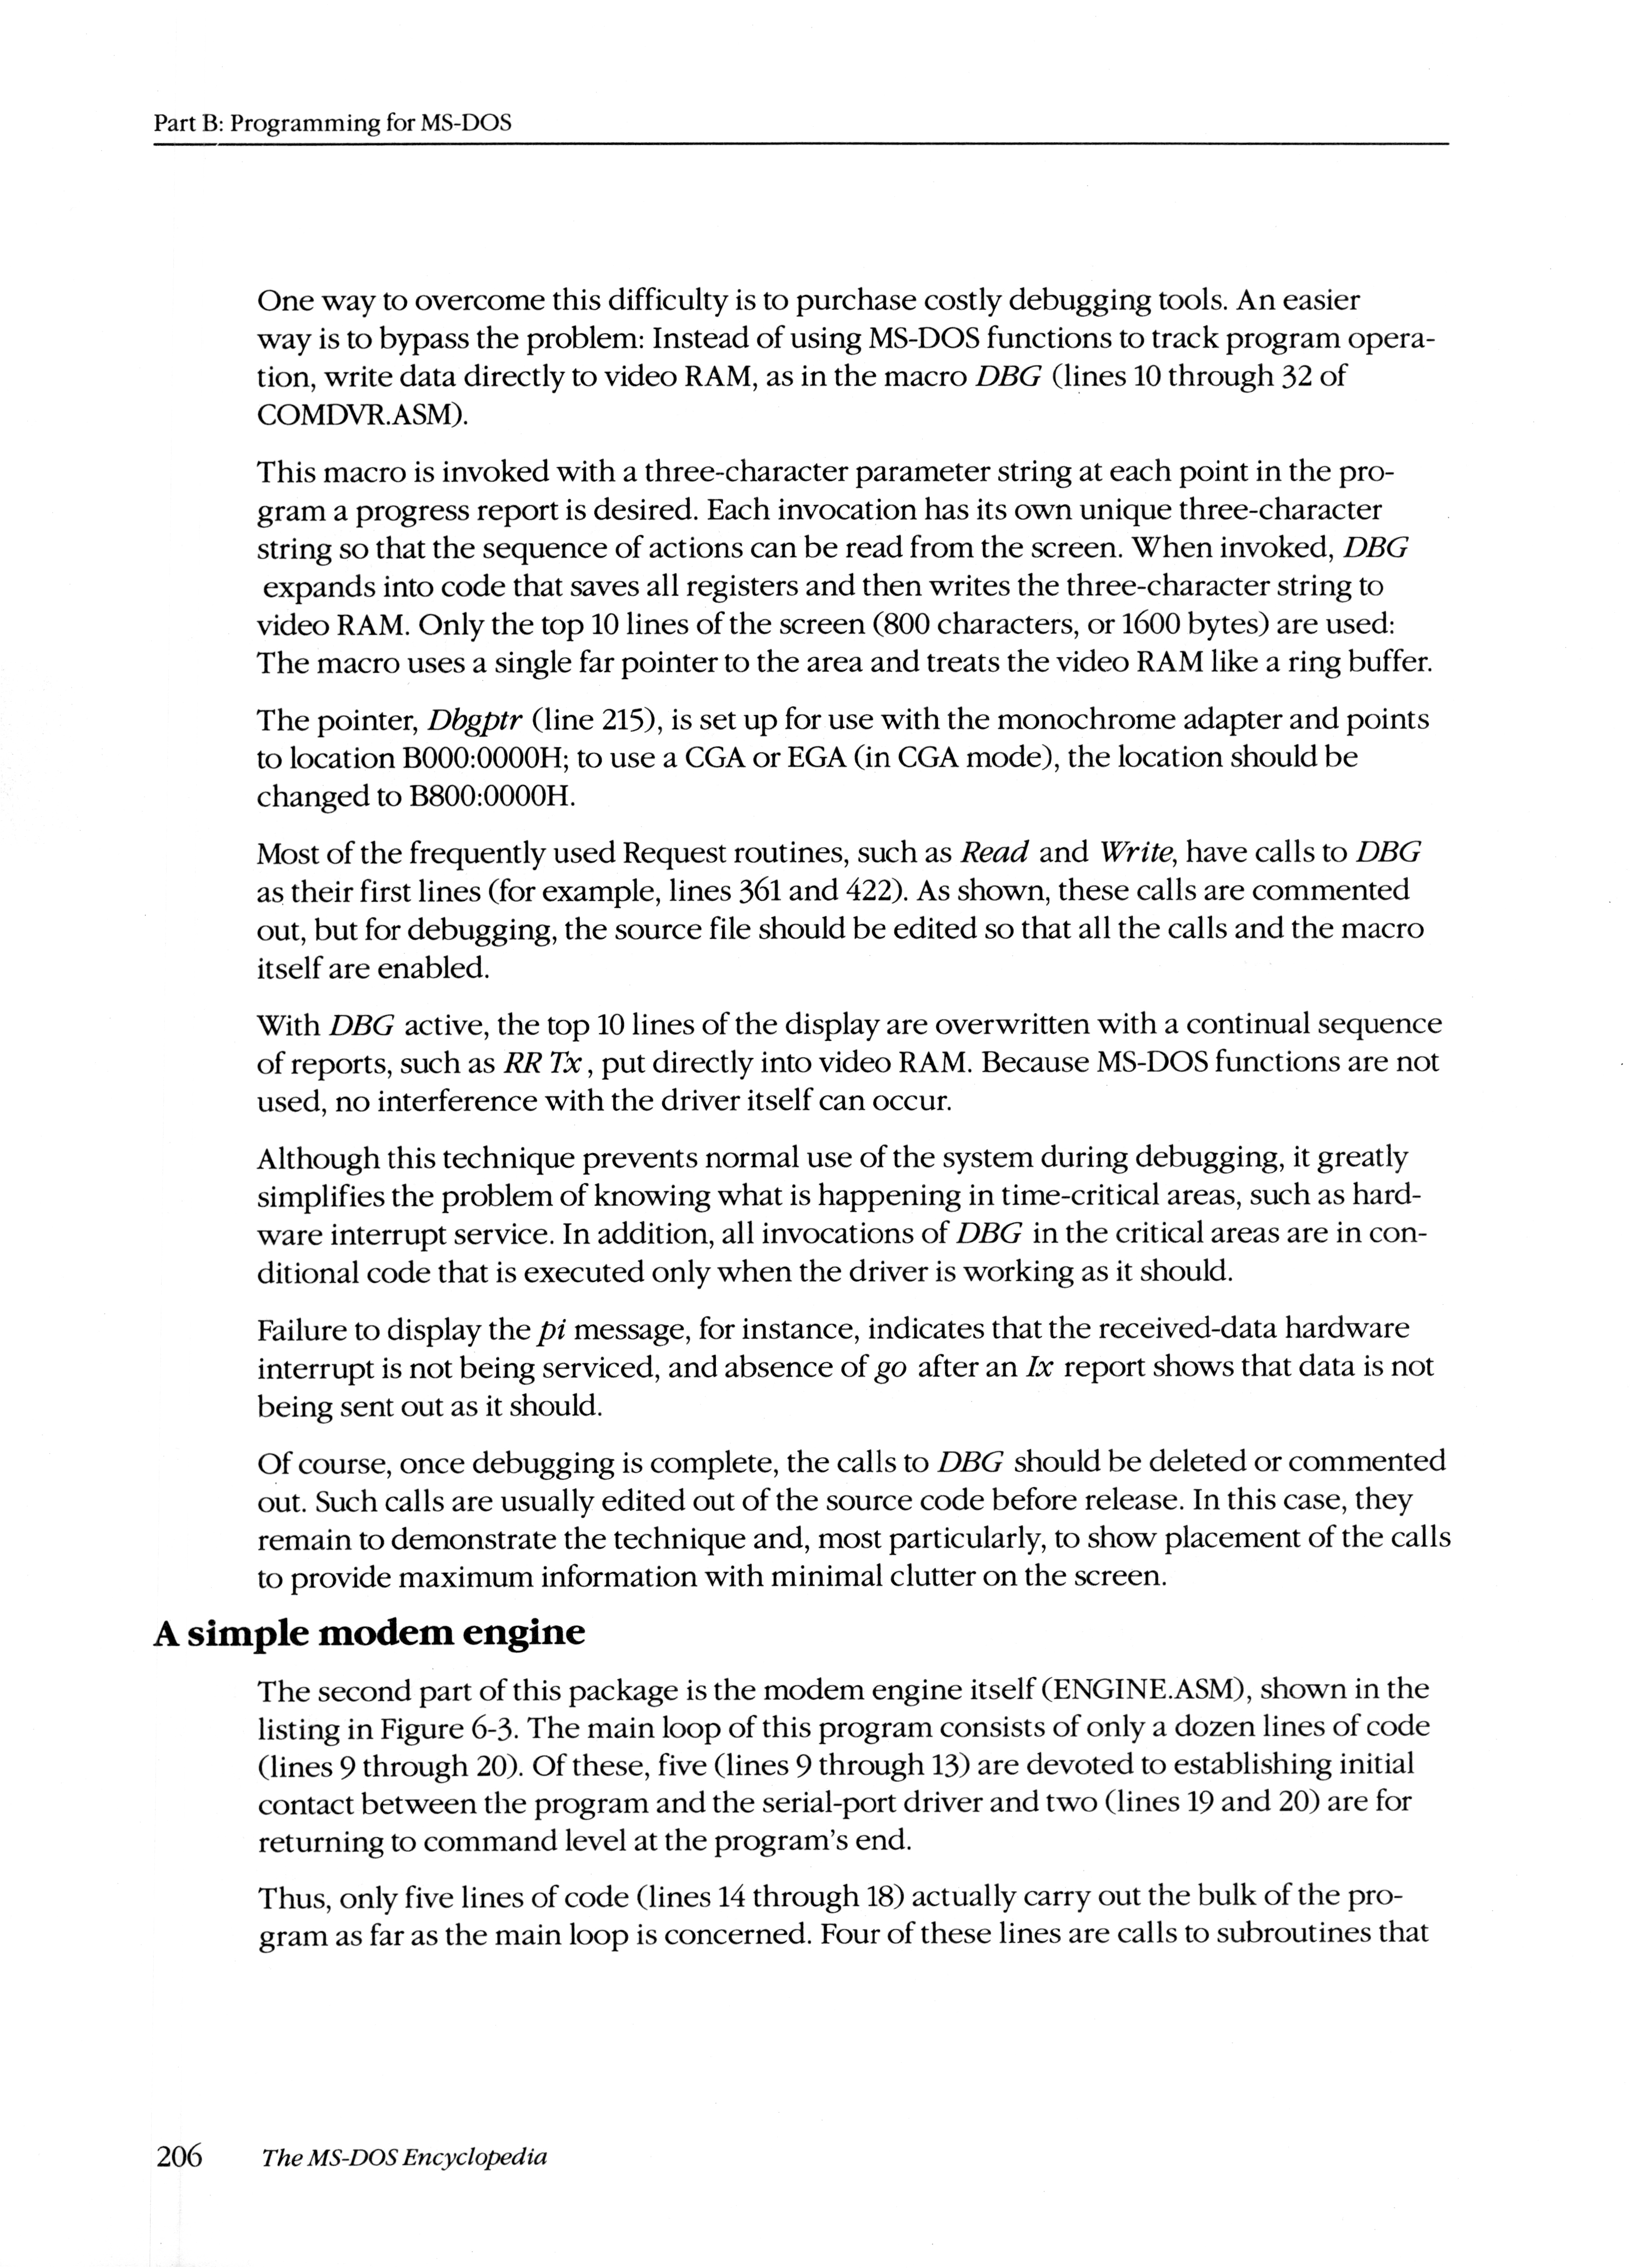 Part B: Programming for MS-DOS
One way to overcome this difficulty is to purchase costly debugging tools. An easier
way is to bypass the problem: Instead of using MS-DOS functions to track program opera-
tion, write data directly to video RAM, as in the macro DBG (lines 10 through 32 of
COMDVR.ASM).
This macro is invoked with a three-character parameter string at each point in the pro-
gram a progress report is desired. Each invocation has its own unique three-character
string so that the sequence of actions can be read from the screen. When invoked, DBG
expands into code that saves all registers and then writes the three-character string to
video RAM. Only the top 10 lines of the screen (800 characters, or 1600 bytes) are used:
The macro uses a single far pointer to the area and treats the video RAM like a ring buffer.
The pointer, Dbgptr (line 215), is set up for use with the monochrome adapter and points
to location B000:0000H; to use a CGA or EGA (in CGA mode), the location should be
changed to B800:0000H.
Most of the frequently used Request routines, such as Read and Write, have calls to DBG
as their first lines (for example, lines 361 and 422). As shown, these calls are commented
out, but for debugging, the source file should be edited so that all the calls and the macro
itself are enabled.
With DBG active, the top 10 lines of the display are overwritten with a continual sequence
of reports, such as RR Tx, put directly into video RAM. Because MS-DOS functions are not
used, no interference with the driver itself can occur.
Although this technique prevents normal use of the system during debugging, it greatly
simplifies the problem of knowing what is happening in time-critical areas, such as hard-
ware interrupt service. In addition, all invocations of DBG in the critical areas are in con-
ditional code that is executed only when the driver is working as it should.
Failure to display the pi message, for instance, indicates that the received-data hardware
interrupt is not being serviced, and absence of go after an Ix report shows that data is not
being sent out as it should.
Of course, once debugging is complete, the calls to DBG should be deleted or commented
out. Such calls are usually edited out of the source code before release. In this case, they
remain to demonstrate the technique and, most particularly, to show placement of the calls
to provide maximum information with minimal clutter on the screen.
A simple modem engine
The second part of this package is the modem engine itself (ENGINE.ASM), shown in the
listing in Figure 6-3. The main loop of this program consists of only a dozen lines of code
(lines 9 through 20). Of these, five (lines 9 through 13) are devoted to establishing initial
contact between the program and the serial-port driver and two (lines 19 and 20) are for
returning to command level at the program's end.
Thus, only five lines of code (lines 14 through 18) actually carry out the bulk of the pro-
gram as far as the main loop is concerned. Four of these lines are calls to subroutines that
206 The MS-DOS Encyclopedia